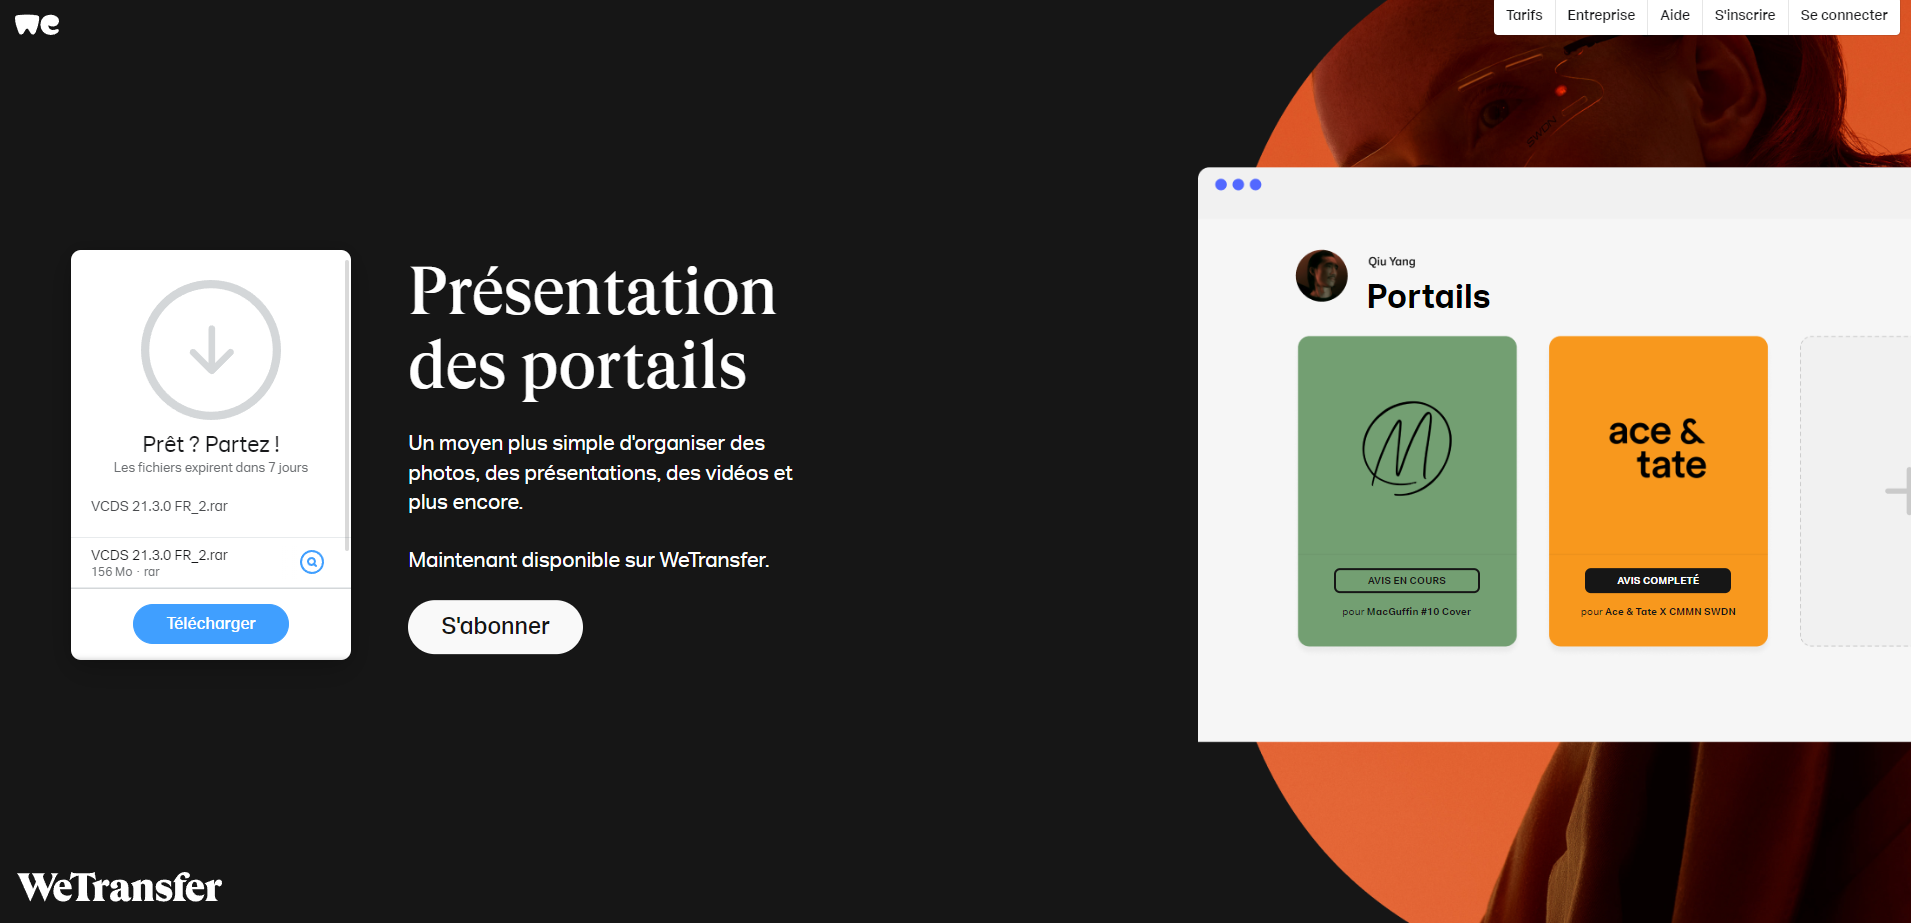 we
Tarifs
Entreprise
Aide
S'inscrire
Se connecter
SWDN
Prêt ? Partez !
Les fichiers expirent dans 7 jours
VCDS 21.3.0 FR_2.rar
VCDS 21.3.0 FR_2.rar
156 Mo · rar
Télécharger
Présentation
des portails
Un moyen plus simple d'organiser des
photos, des présentations, des vidéos et
plus encore.
Maintenant disponible sur WeTransfer.
S'abonner
Qiu Yang
Portails
M
AVIS EN COURS
pour MacGuffin #10 Cover
ace &
tate
AVIS COMPLETÉ
pour Ace & Tate X CMMN SWDN
WeTransfer